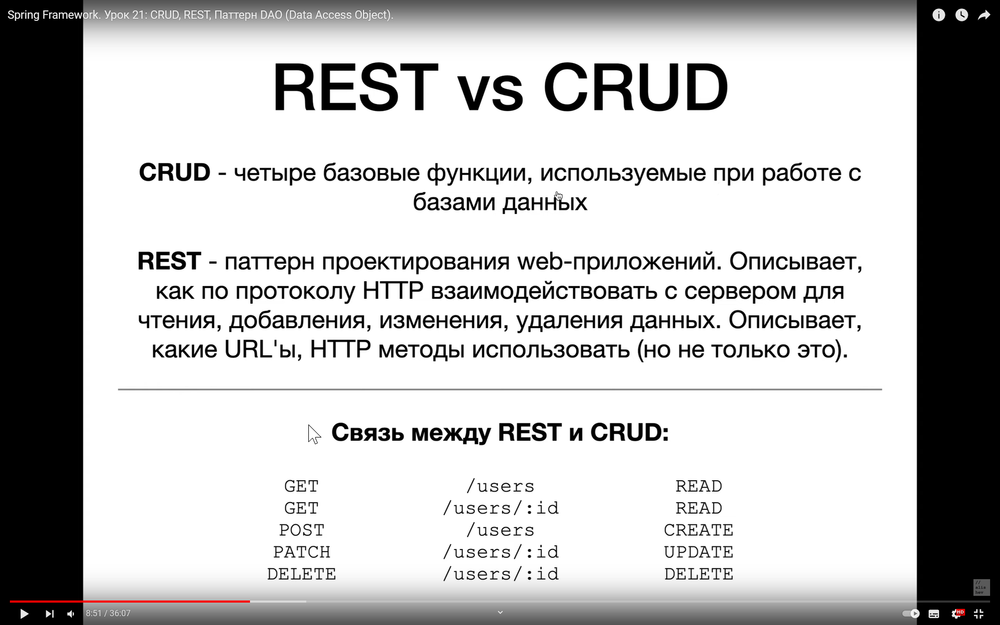 Spring Framework. Урок 21: CRUD, REST, Паттерн DAO (Data Access Object).
REST vs CRUD
CRUD - четыре базовые функции, используемые при работе с
базами данных
REST - паттерн проектирования web-приложений. Описывает,
как по протоколу HTTP взаимодействовать с сервером для
чтения, добавления, изменения, удаления данных. Описывает,
какие URL'ы, HTTP методы использовать (но не только это).
Связь между REST и CRUD:
GET /users READ
GET /users/:id READ
POST /users CREATE
PATCH /users/:id UPDATE
DELETE /users/:id DELETE
//
alis
hev
8:51 / 36:07
HD